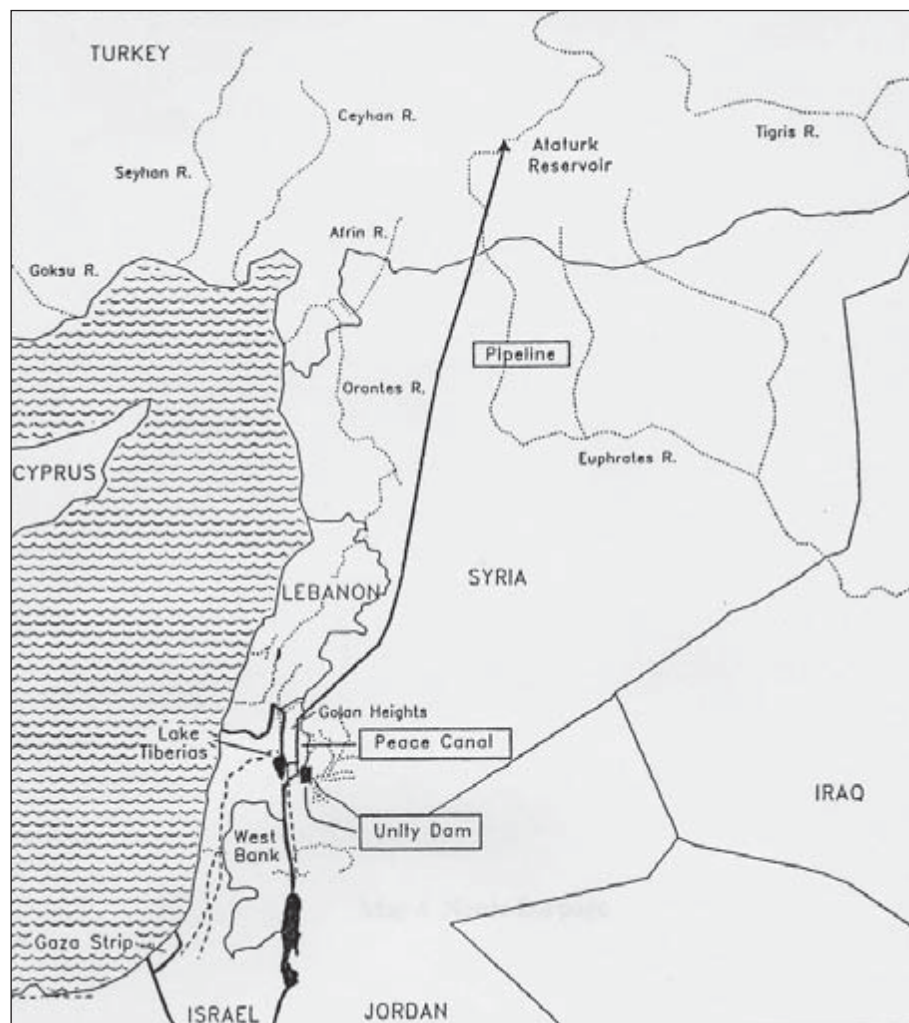 TURKEY
Ceyhan R.
Tigris R.
Seyhan R.
Ataturk
Reservoir
Afrin R.
Goksu R.
Pipeline
Orontes R.
CYPRUS
Euphrates R.
SYRIA
LEBANON
Golan Heights
Lake
Tiberias
Peace Canal
IRAQ
Unity Dam
West
Bank
Gaza Strip
ISRAEL
JORDAN